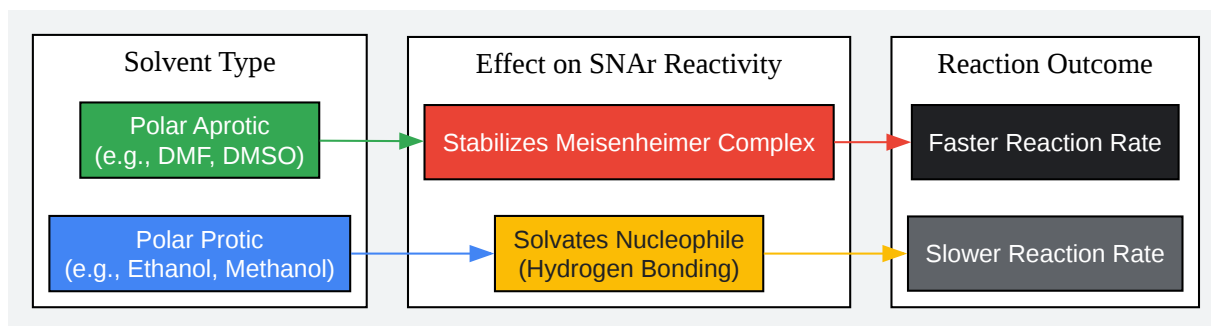 Solvent Type
Polar Aprotic
(e.g., DMF, DMSO)
Polar Protic
(e.g., Ethanol, Methanol)
Effect on SNAr Reactivity
Stabilizes Meisenheimer Complex
Solvates Nucleophile
(Hydrogen Bonding)
Reaction Outcome
Faster Reaction Rate
Slower Reaction Rate